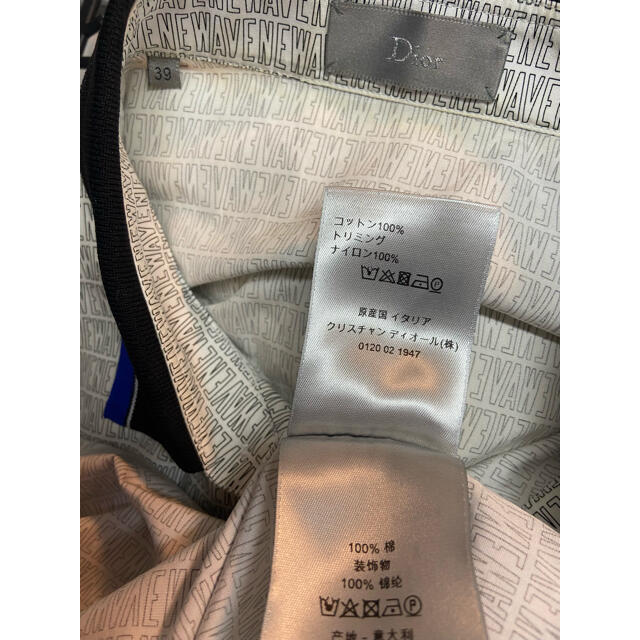 Dior
39
コットン100%
トリミング
ナイロン100%
原産国 イタリア
クリスチャン ディオール(株)
0120 02 1947
100% 棉
装饰物
100% 锦纶
产地 - 意大利